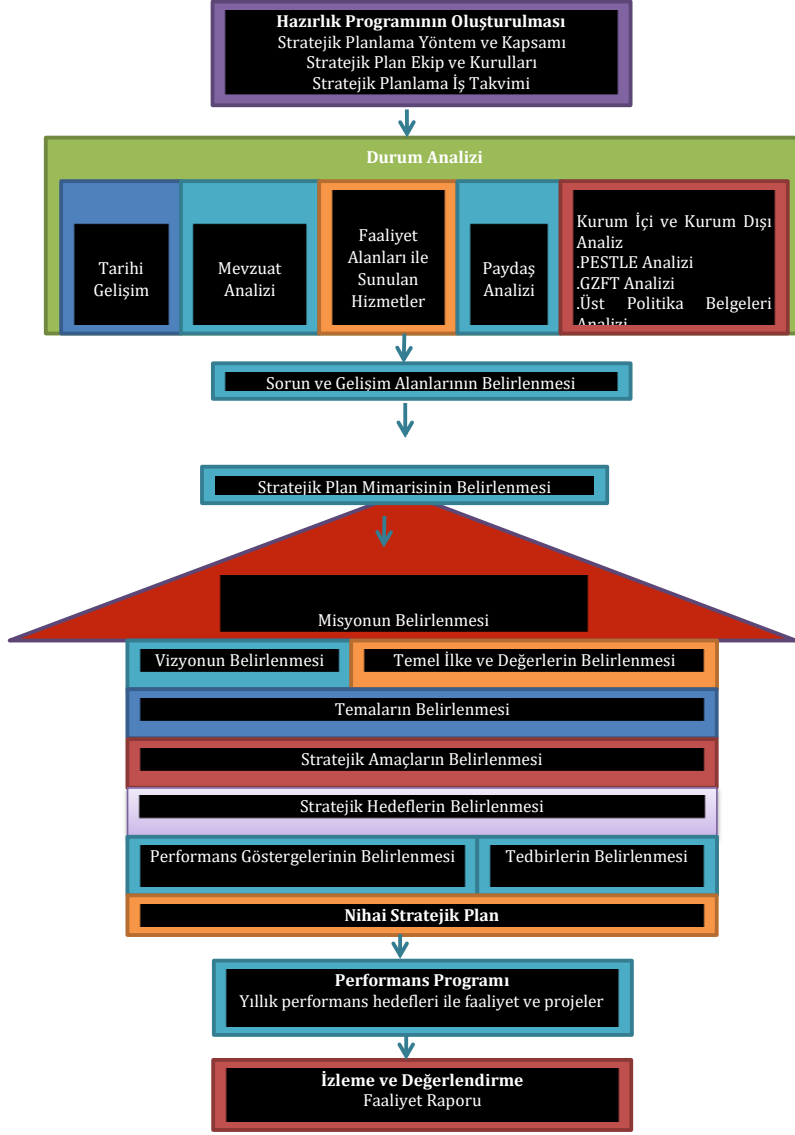 Hazırlık Programının Oluşturulması
Stratejik Planlama Yöntem ve Kapsamı
Stratejik Plan Ekip ve Kurulları
Stratejik Planlama İş Takvimi
Durum Analizi
Tarihi
Gelişim
Mevzuat
Analizi
Faaliyet
Alanları ile
Sunulan
Hizmetler
Paydaş
Analizi
Kurum İçi ve Kurum Dışı
Analiz
.PESTLE Analizi
.GZFT Analizi
.Üst Politika Belgeleri
Analizi
Sorun ve Gelişim Alanlarının Belirlenmesi
Stratejik Plan Mimarisinin Belirlenmesi
Misyonun Belirlenmesi
Vizyonun Belirlenmesi
Temel İlke ve Değerlerin Belirlenmesi
Temaların Belirlenmesi
Stratejik Amaçların Belirlenmesi
Stratejik Hedeflerin Belirlenmesi
Performans Göstergelerinin Belirlenmesi
Tedbirlerin Belirlenmesi
Nihai Stratejik Plan
Performans Programı
Yıllık performans hedefleri ile faaliyet ve projeler
İzleme ve Değerlendirme
Faaliyet Raporu